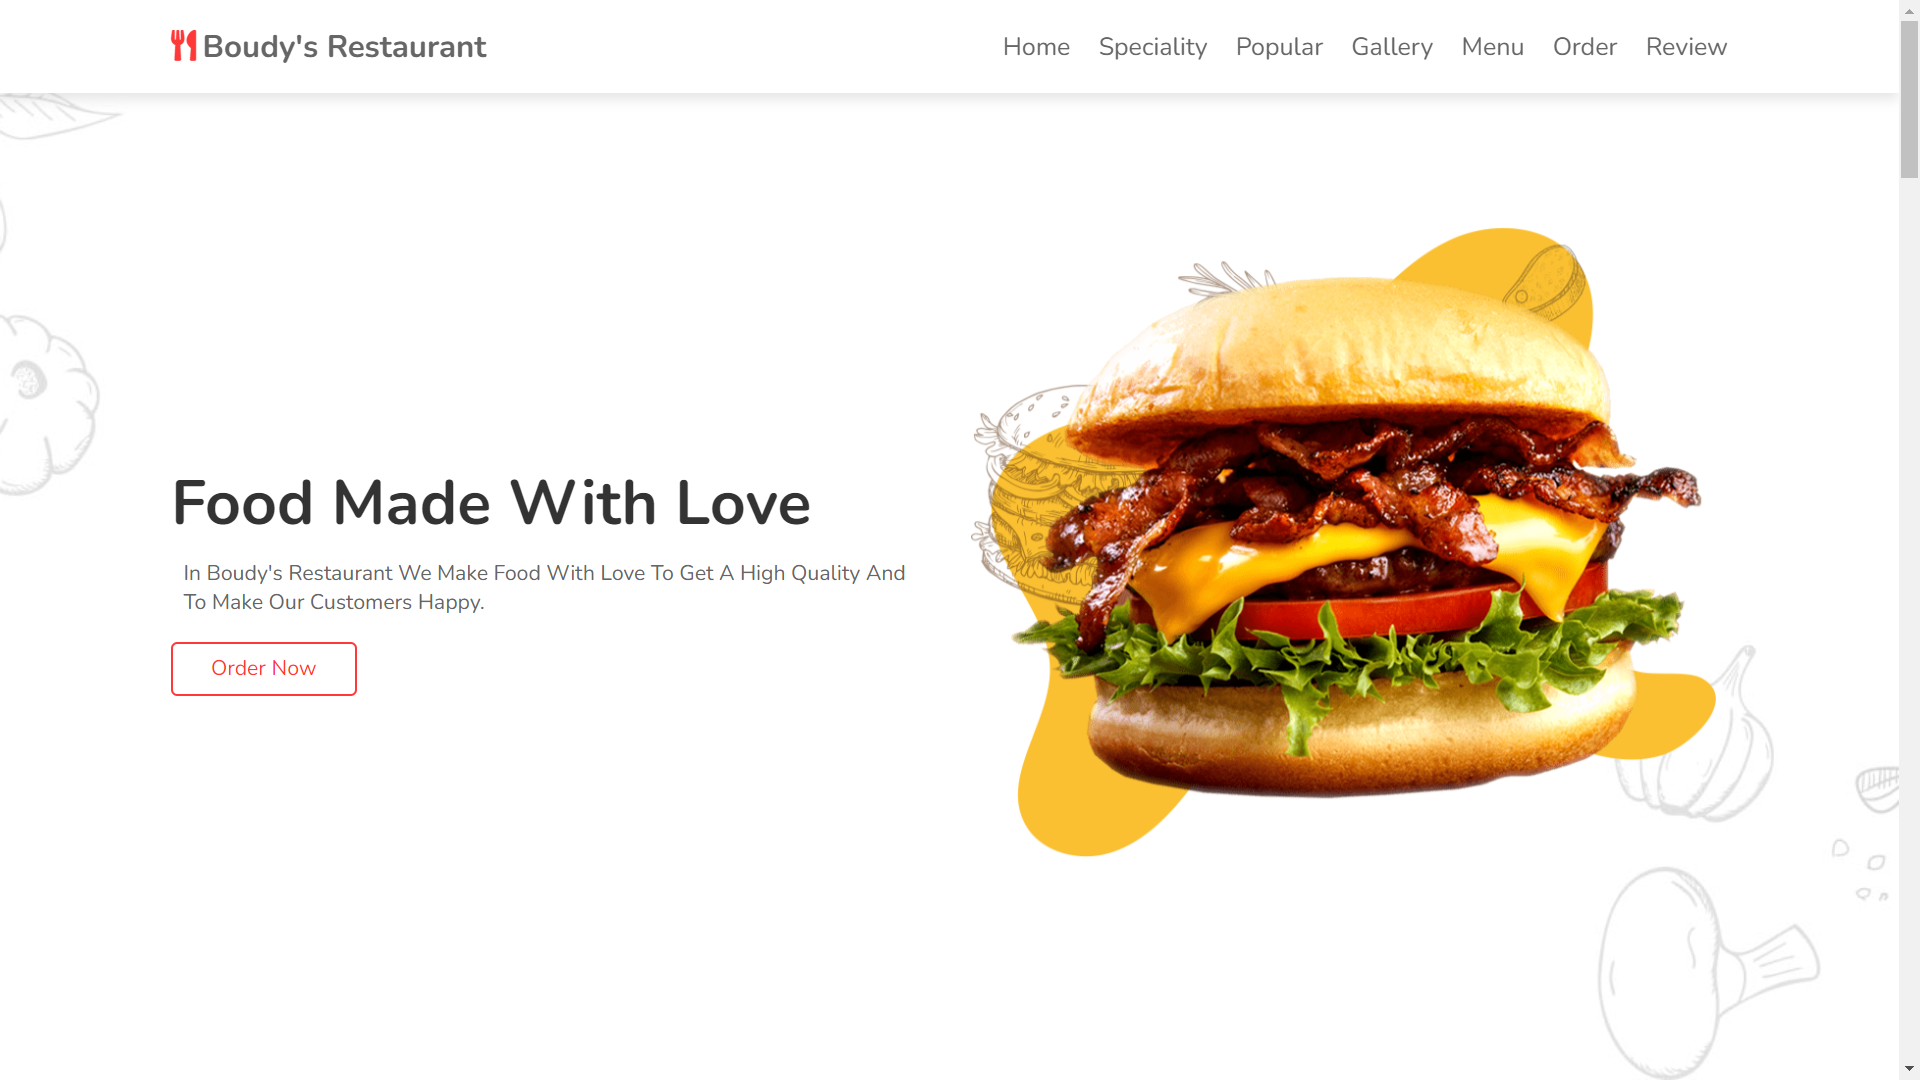 Boudy's Restaurant
Home Speciality Popular Gallery Menu Order Review
Food Made With Love
In Boudy's Restaurant We Make Food With Love To Get A High Quality And
To Make Our Customers Happy.
Order Now